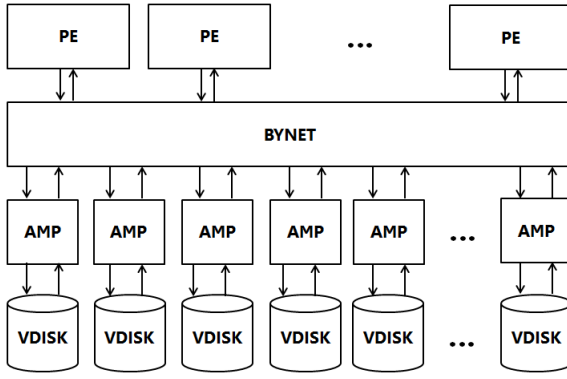 PE PE ... PE
BYNET
AMP AMP AMP AMP AMP ... AMP
VDISK VDISK VDISK VDISK VDISK ... VDISK